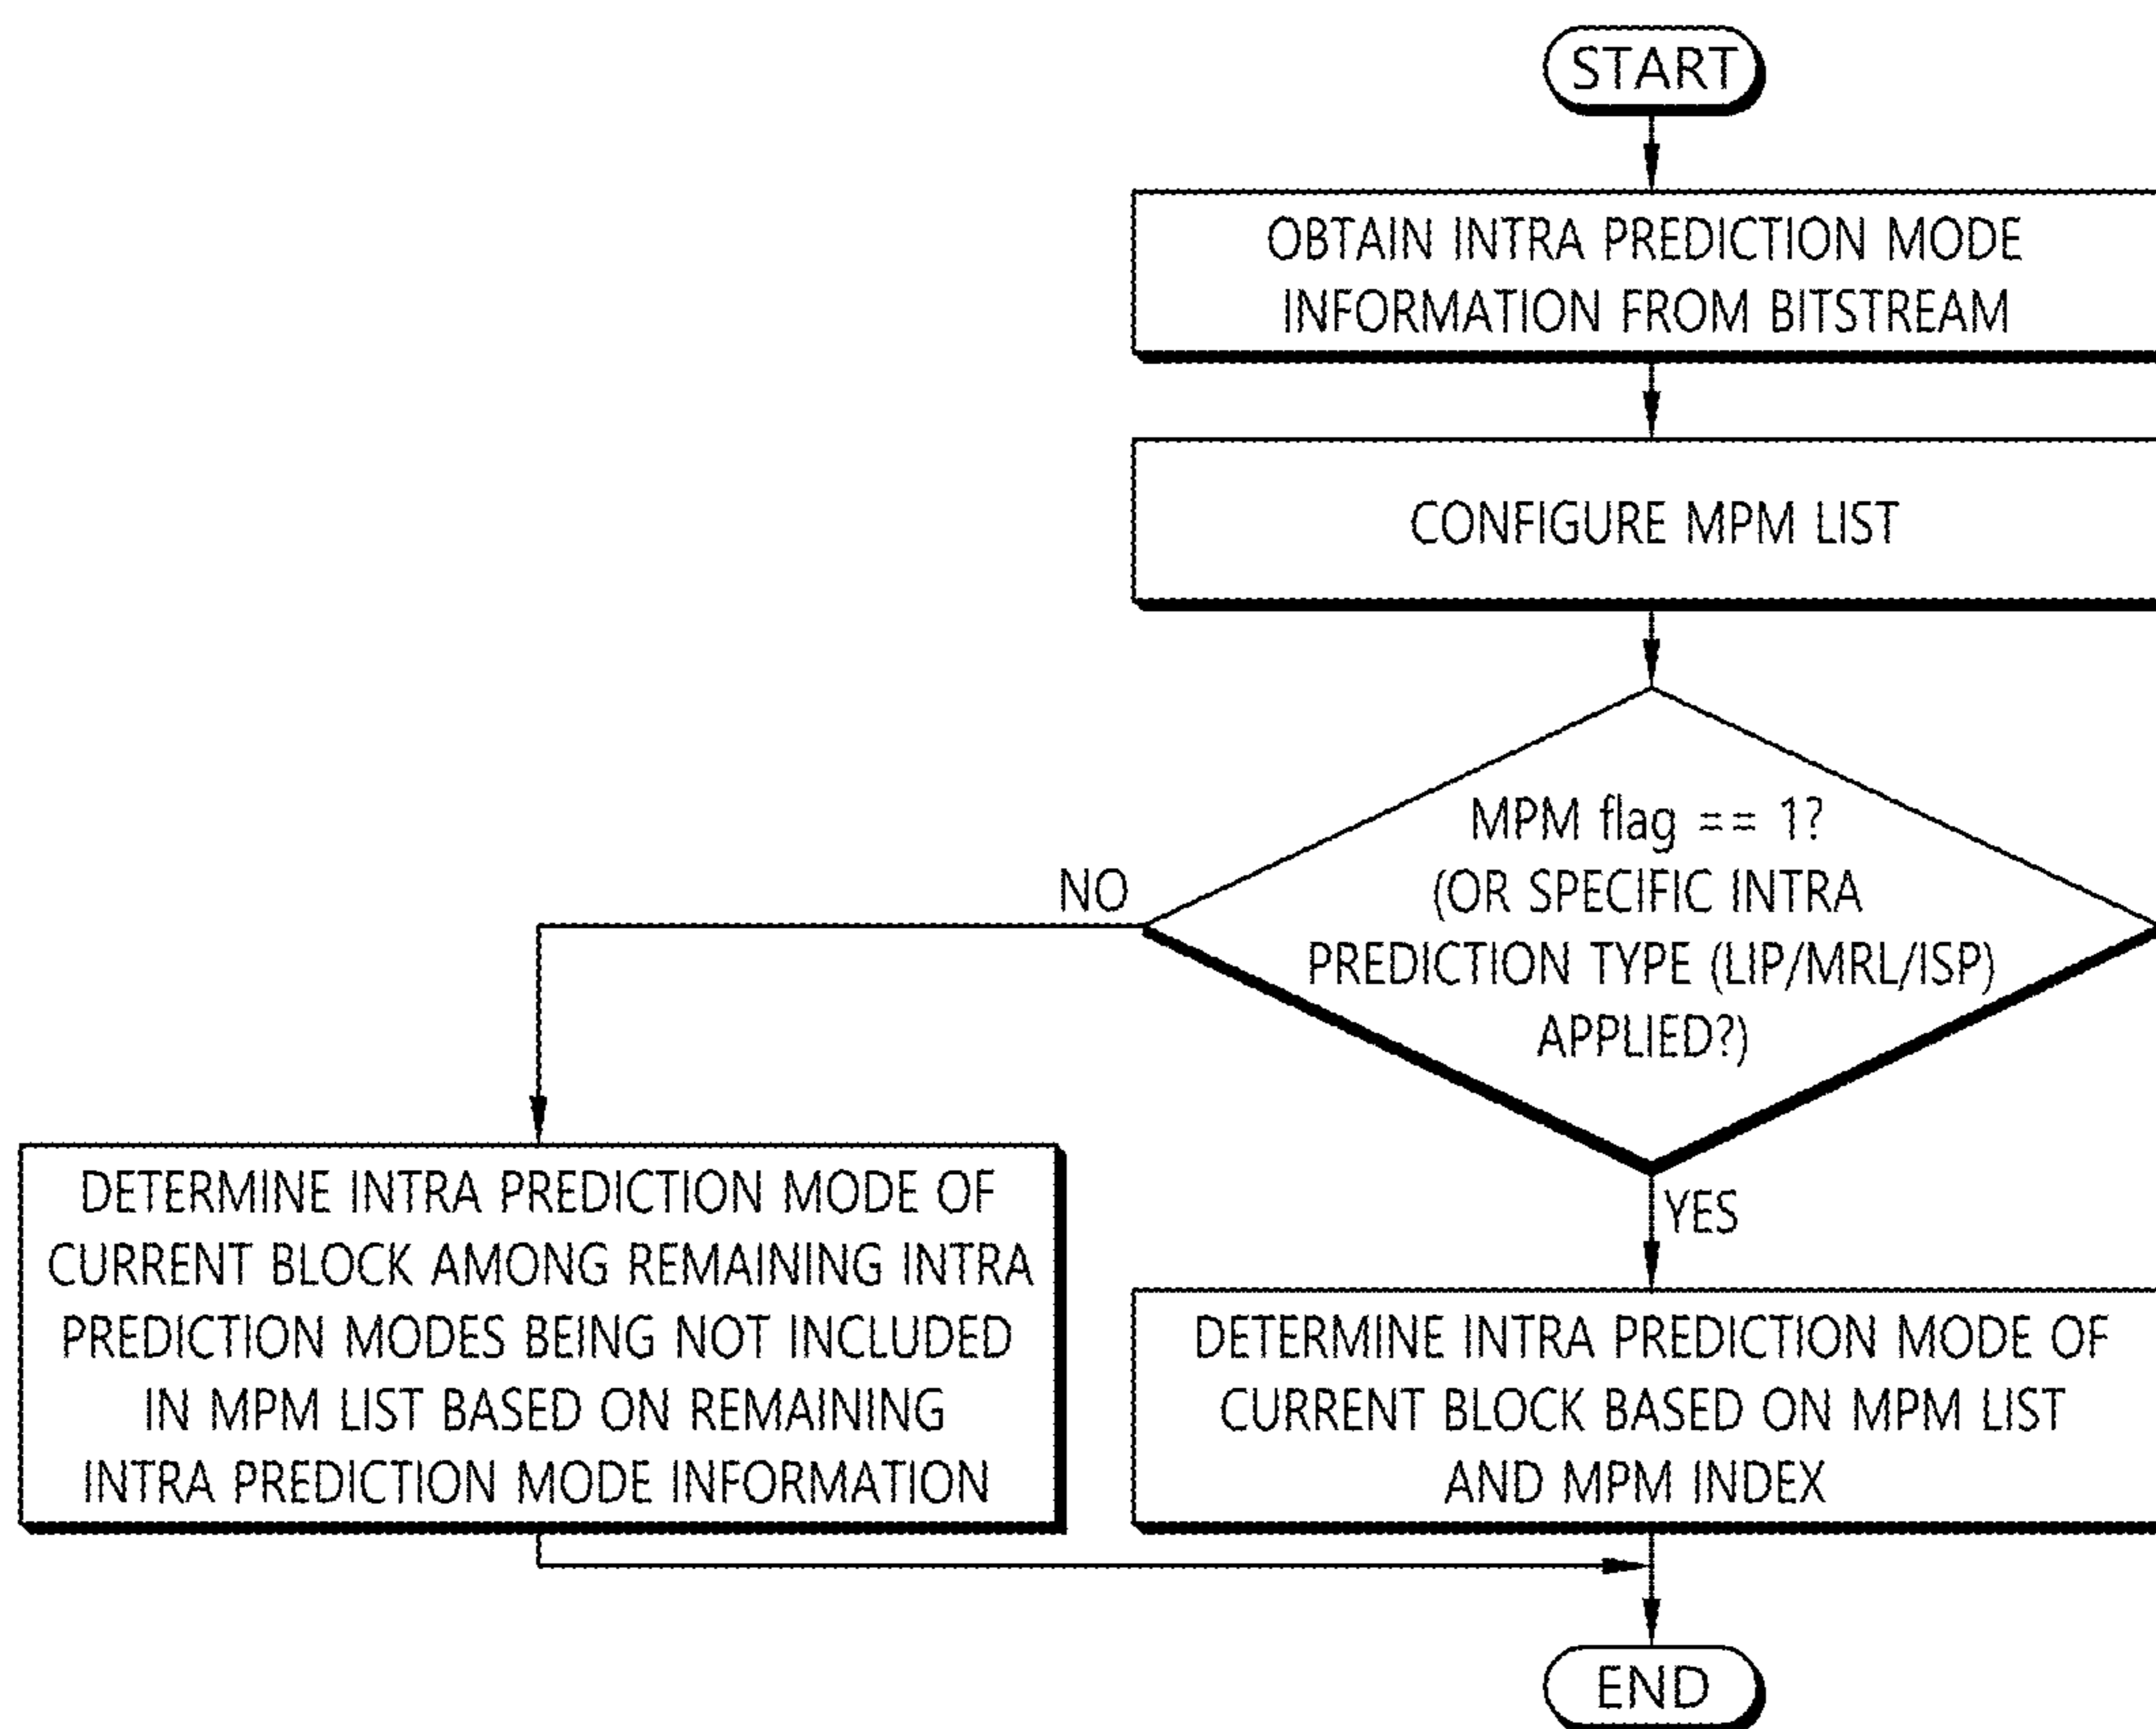 START
OBTAIN INTRA PREDICTION MODE
INFORMATION FROM BITSTREAM
CONFIGURE MPM LIST
MPM flag == 1?
(OR SPECIFIC INTRA
PREDICTION TYPE (LIP/MRL/ISP)
APPLIED?)
NO
YES
DETERMINE INTRA PREDICTION MODE OF
CURRENT BLOCK AMONG REMAINING INTRA
PREDICTION MODES BEING NOT INCLUDED
IN MPM LIST BASED ON REMAINING
INTRA PREDICTION MODE INFORMATION
DETERMINE INTRA PREDICTION MODE OF
CURRENT BLOCK BASED ON MPM LIST
AND MPM INDEX
END